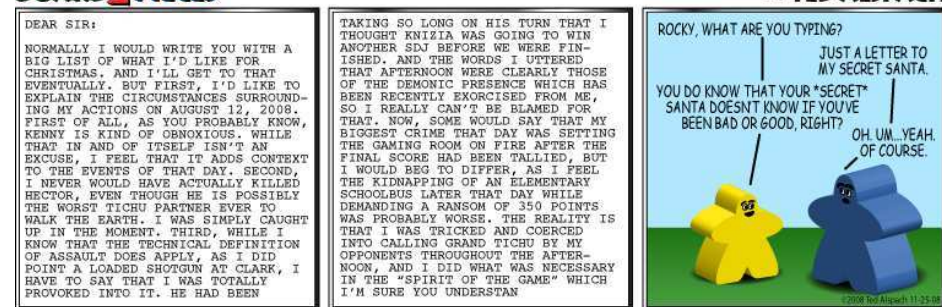 DEAR SIR:
NORMALLY I WOULD WRITE YOU WITH A
BIG LIST OF WHAT I'D LIKE FOR
CHRISTMAS. AND I'LL GET TO THAT
EVENTUALLY. BUT FIRST, I'D LIKE TO
EXPLAIN THE CIRCUMSTANCES SURROUND-
ING MY ACTIONS ON AUGUST 12, 2008.
FIRST OF ALL, AS YOU PROBABLY KNOW,
KENNY IS KIND OF OBNOXIOUS. WHILE
THAT IN AND OF ITSELF ISN'T AN
EXCUSE, I FEEL THAT IT ADDS CONTEXT
TO THE EVENTS OF THAT DAY. SECOND,
I NEVER WOULD HAVE ACTUALLY KILLED
HECTOR, EVEN THOUGH HE IS POSSIBLY
THE WORST TICHU PARTNER EVER TO
WALK THE EARTH. I WAS SIMPLY CAUGHT
UP IN THE MOMENT. THIRD, WHILE I
KNOW THAT THE TECHNICAL DEFINITION
OF ASSAULT DOES APPLY, AS I DID
POINT A LOADED SHOTGUN AT CLARK, I
HAVE TO SAY THAT I WAS TOTALLY
PROVOKED INTO IT. HE HAD BEEN
TAKING SO LONG ON HIS TURN THAT I
THOUGHT KNIZIA WAS GOING TO WIN
ANOTHER SDJ BEFORE WE WERE FIN-
ISHED. AND THE WORDS I UTTERED
THAT AFTERNOON WERE CLEARLY THOSE
OF THE DEMONIC PRESENCE WHICH HAS
BEEN RECENTLY EXORCISED FROM ME,
SO I REALLY CAN'T BE BLAMED FOR
THAT. NOW, SOME WOULD SAY THAT MY
BIGGEST CRIME THAT DAY WAS SETTING
THE GAMING ROOM ON FIRE AFTER THE
FINAL SCORE HAD BEEN TALLIED, BUT
I WOULD BEG TO DIFFER, AS I FEEL
THE KIDNAPPING OF AN ELEMENTARY
SCHOOLBUS LATER THAT DAY WHILE
DEMANDING A RANSOM OF 350 POINTS
WAS PROBABLY WORSE. THE REALITY IS
THAT I WAS TRICKED AND COERCED
INTO CALLING GRAND TICHU BY MY
OPPONENTS THROUGHOUT THE AFTER-
NOON, AND I DID WHAT WAS NECESSARY
IN THE "SPIRIT OF THE GAME" WHICH
I'M SURE YOU UNDERSTAN
ROCKY, WHAT ARE YOU TYPING?
JUST A LETTER TO
MY SECRET SANTA.
YOU DO KNOW THAT YOUR *SECRET*
SANTA DOESNT KNOW IF YOU'VE
BEEN BAD OR GOOD, RIGHT?
OH. UM...YEAH.
OF COURSE.
©2008 Ted Alspach 11-25-08